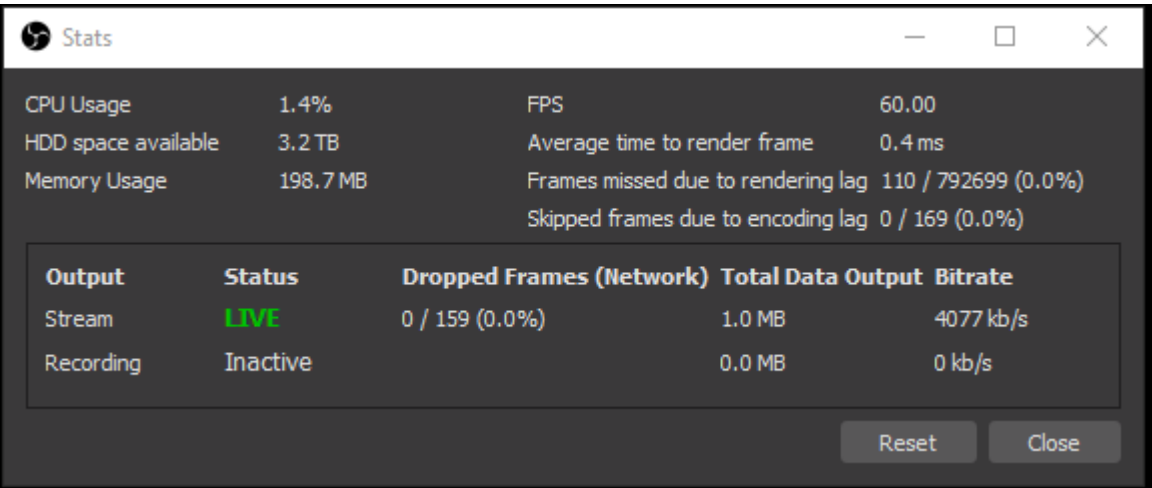 Stats
CPU Usage 1.4% FPS 60.00
HDD space available 3.2 TB Average time to render frame 0.4 ms
Memory Usage 198.7 MB Frames missed due to rendering lag 110 / 792699 (0.0%)
Skipped frames due to encoding lag 0 / 169 (0.0%)
Output Status Dropped Frames (Network) Total Data Output Bitrate
Stream LIVE 0 / 159 (0.0%) 1.0 MB 4077 kb/s
Recording Inactive 0.0 MB 0 kb/s
Reset Close